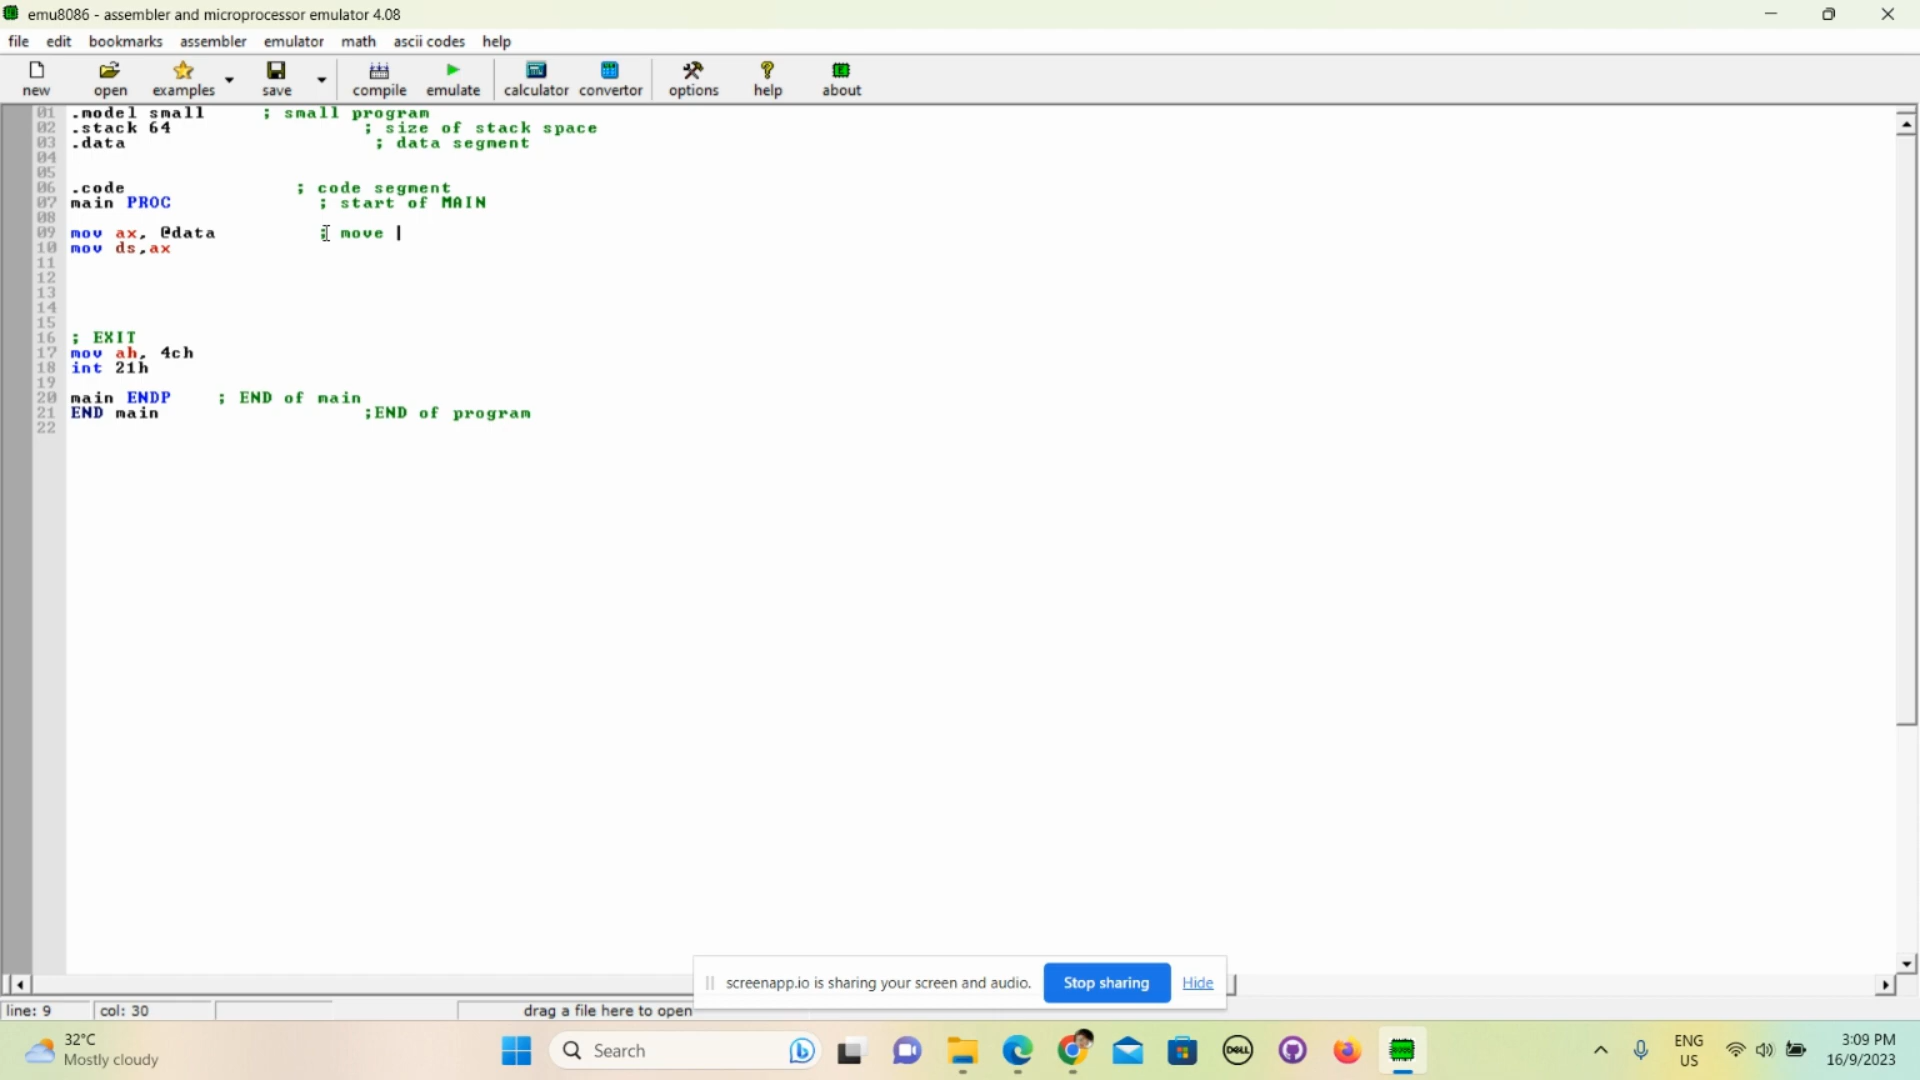 emu8086 - assembler and microprocessor emulator 4.08
file edit bookmarks assembler emulator math ascii codes help
new open examples save compile emulate calculator convertor options help about
01 .model small ; small program
02 .stack 64 ; size of stack space
03 .data ; data segment
04
05
06 .code ; code segment
07 main PROC ; start of MAIN
08
09 mov ax, @data ; move
10 mov ds,ax
11
12
13
14
15
16 ; EXIT
17 mov ah, 4ch
18 int 21h
19
20 main ENDP ; END of main
21 END main ;END of program
22
screenapp.io is sharing your screen and audio. Stop sharing Hide
line: 9 col: 30 drag a file here to open
32°C
Mostly cloudy
Search
DELL
ENG
US
3:09 PM
16/9/2023